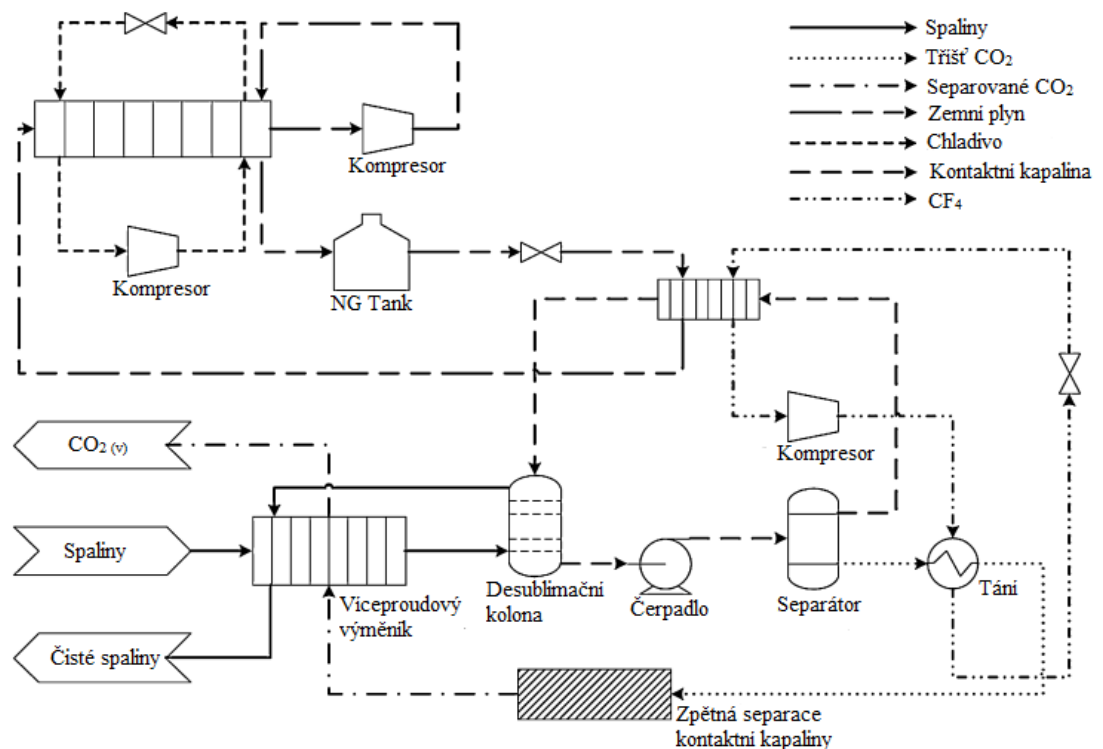 Spaliny
Tříšť CO₂
Separované CO₂
Zemní plyn
Chladivo
Kontaktní kapalina
CF₄
Kompresor
Kompresor
NG Tank
Kompresor
CO₂ (v)
Spaliny
Čisté spaliny
Víceproudový
výměník
Desublimační
kolona
Čerpadlo
Separátor
Tání
Zpětná separace
kontaktní kapaliny